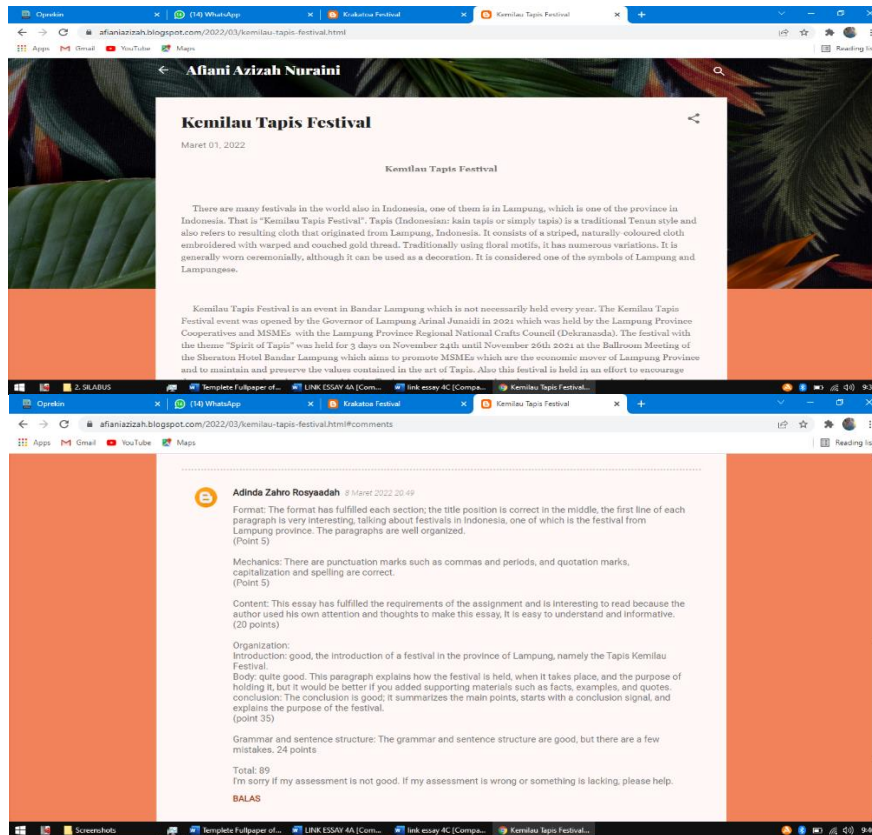 Oprekin
(14) WhatsApp
Krakatoa Festival
Kemilau Tapis Festival
afianiazizah.blogspot.com/2022/03/kemilau-tapis-festival.html
Apps Gmail YouTube Maps
Reading lis
Afiani Azizah Nuraini
Kemilau Tapis Festival
Maret 01, 2022
Kemilau Tapis Festival
There are many festivals in the world also in Indonesia, one of them is in Lampung, which is one of the province in
Indonesia. That is "Kemilau Tapis Festival". Tapis (Indonesian: kain tapis or simply tapis) is a traditional Tenun style and
also refers to resulting cloth that originated from Lampung, Indonesia. It consists of a striped, naturally-coloured cloth
embroidered with warped and couched gold thread. Traditionally using floral motifs, it has numerous variations. It is
generally worn ceremonially, although it can be used as a decoration. It is considered one of the symbols of Lampung and
Lampungese.
Kemilau Tapis Festival is an event in Bandar Lampung which is not necessarily held every year. The Kemilau Tapis
Festival event was opened by the Governor of Lampung Arinal Junaidi in 2021 which was held by the Lampung Province
Cooperatives and MSMEs with the Lampung Province Regional National Crafts Council (Dekranasda). The festival with
the theme "Spirit of Tapis" was held for 3 days on November 24th until November 26th 2021 at the Ballroom Meeting of
the Sheraton Hotel Bandar Lampung which aims to promote MSMEs which are the economic mover of Lampung Province
and to maintain and preserve the values contained in the art of Tapis. Also this festival is held in an effort to encourage
2. SILABUS
Templete Fullpaper of...
LINK ESSAY 4A [Com...
link essay 4C [Compa...
Kemilau Tapis Festival...
Oprekin
(14) WhatsApp
Krakatoa Festival
Kemilau Tapis Festival
afianiazizah.blogspot.com/2022/03/kemilau-tapis-festival.html#comments
Apps Gmail YouTube Maps
Reading lis
Adinda Zahro Rosyaadah 8 Maret 2022 20.49
Format: The format has fulfilled each section; the title position is correct in the middle, the first line of each
paragraph is very interesting, talking about festivals in Indonesia, one of which is the festival from
Lampung province. The paragraphs are well organized.
(Point 5)
Mechanics: There are punctuation marks such as commas and periods, and quotation marks,
capitalization and spelling are correct.
(Point 5)
Content: This essay has fulfilled the requirements of the assignment and is interesting to read because the
author used his own attention and thoughts to make this essay, It is easy to understand and informative.
(20 points)
Organization:
Introduction: good, the introduction of a festival in the province of Lampung, namely the Tapis Kemilau
Festival.
Body: quite good. This paragraph explains how the festival is held, when it takes place, and the purpose of
holding it, but it would be better if you added supporting materials such as facts, examples, and quotes.
conclusion: The conclusion is good; it summarizes the main points, starts with a conclusion signal, and
explains the purpose of the festival.
(point 35)
Grammar and sentence structure: The grammar and sentence structure are good, but there are a few
mistakes. 24 points
Total: 89
I'm sorry if my assessment is not good. If my assessment is wrong or something is lacking, please help.
BALAS
Screenshots
Templete Fullpaper of...
LINK ESSAY 4A [Com...
link essay 4C [Compa...
Kemilau Tapis Festival...